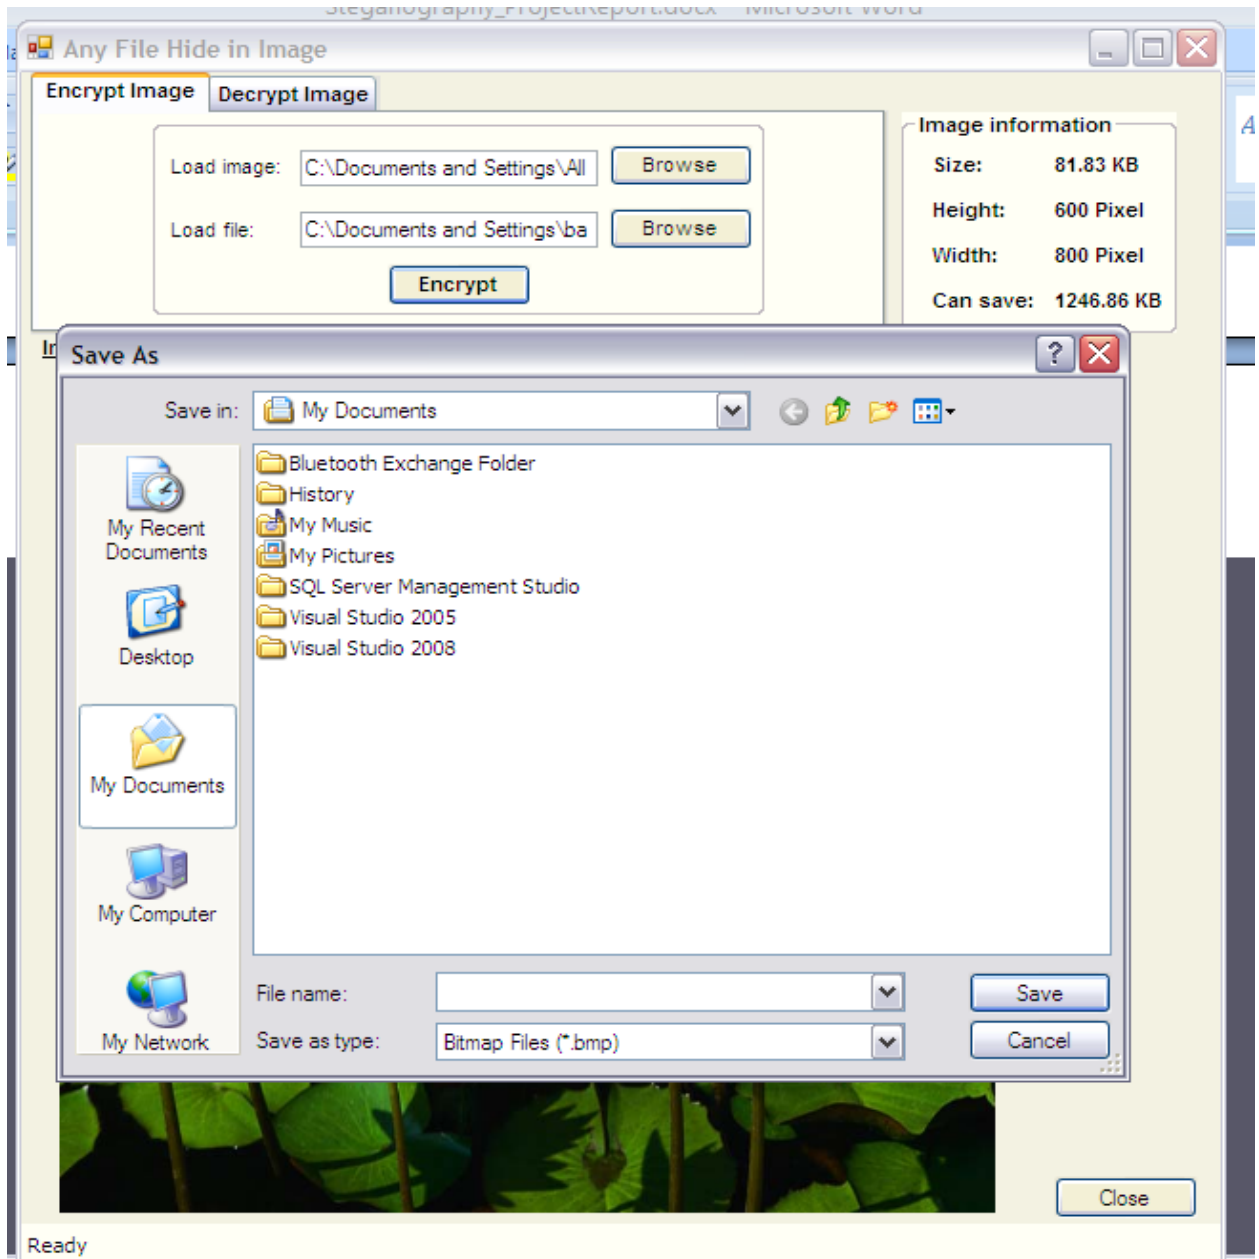 Steganography_ProjectReport.docx - Microsoft Word
Any File Hide in Image
Encrypt Image Decrypt Image
Image information
Load image: C:\Documents and Settings\All Browse
Size: 81.83 KB
Load file: C:\Documents and Settings\ba Browse
Height: 600 Pixel
Width: 800 Pixel
Encrypt
Can save: 1246.86 KB
Save As
Save in: My Documents
Bluetooth Exchange Folder
History
My Music
My Pictures
SQL Server Management Studio
Visual Studio 2005
Visual Studio 2008
My Recent
Documents
Desktop
My Documents
My Computer
My Network
File name: Save
Save as type: Bitmap Files (*.bmp) Cancel
Close
Ready